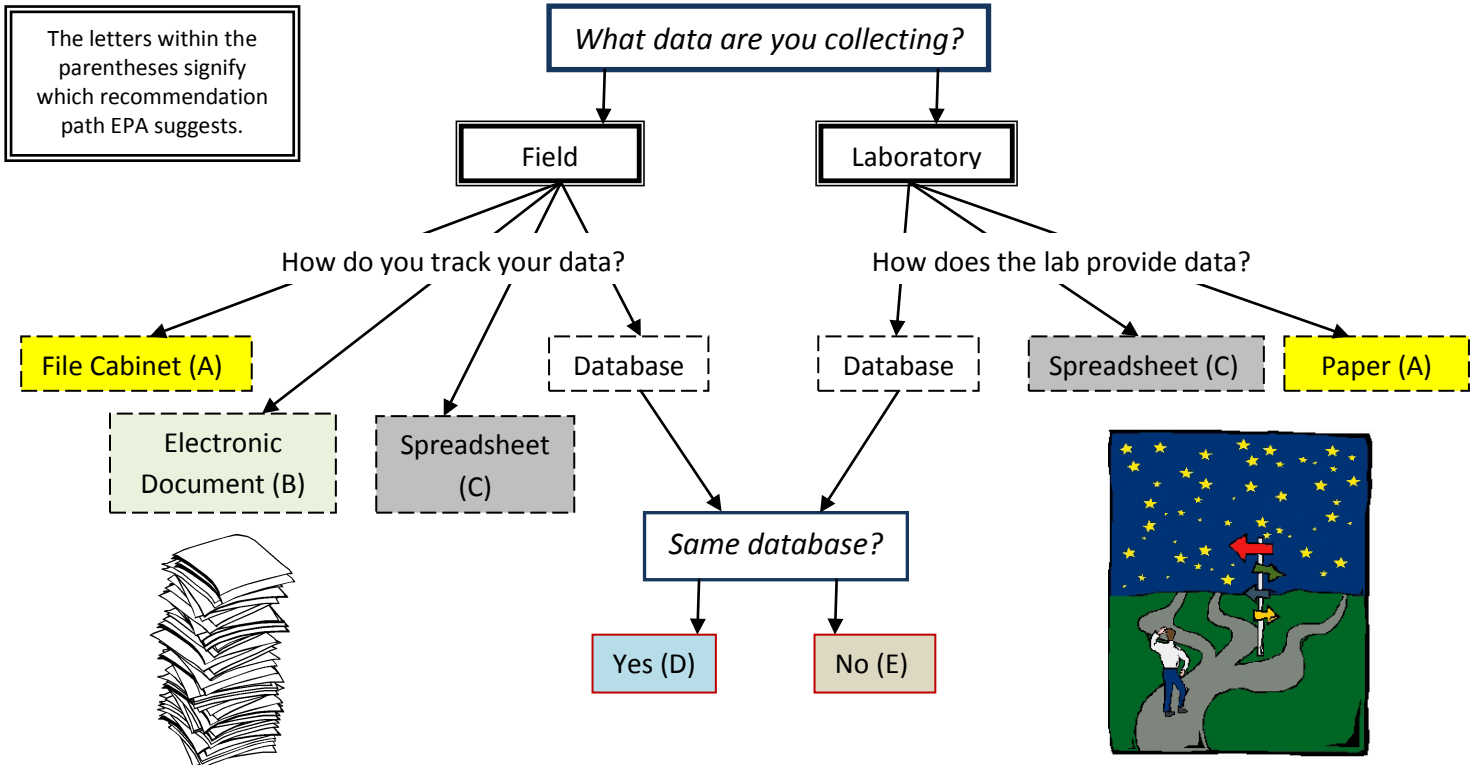 The letters within the
parentheses signify
which recommendation
path EPA suggests.
What data are you collecting?
Field
Laboratory
How do you track your data?
How does the lab provide data?
File Cabinet (A)
Database
Database
Spreadsheet (C)
Paper (A)
Electronic
Document (B)
Spreadsheet
(C)
Same database?
Yes (D)
No (E)